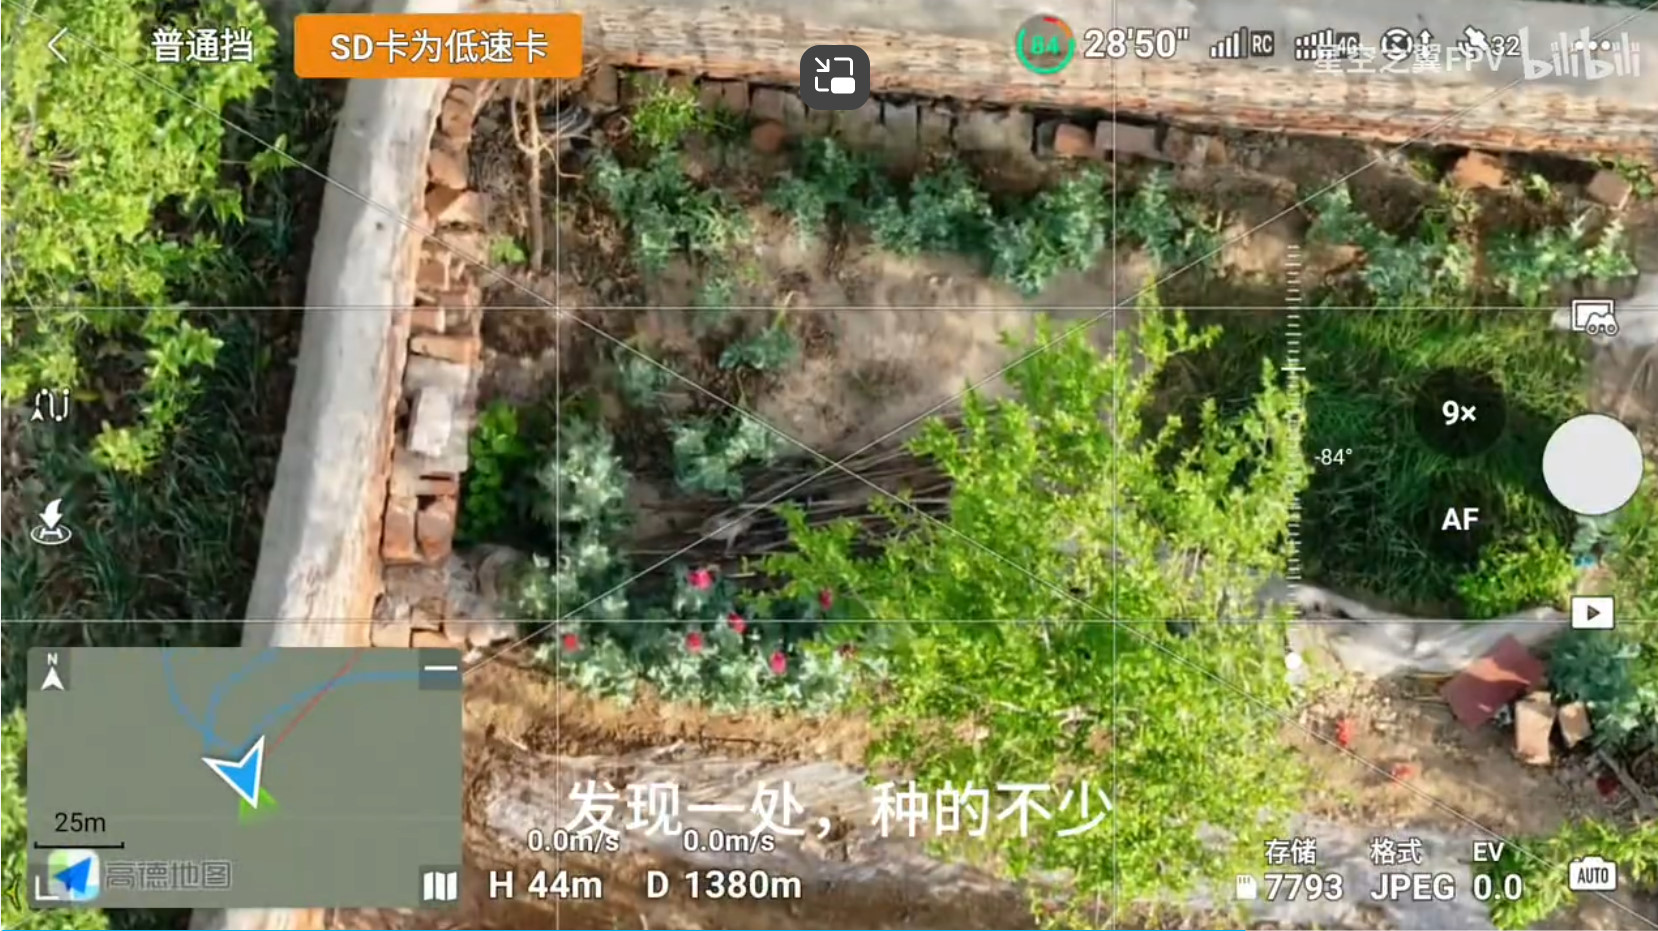 普通挡
SD卡为低速卡
84
28'50"
RC
4G
32
星空之翼FPV
bilibili
9×
-84°
AF
N
25m
高德地图
发现一处，种的不少
0.0m/s
0.0m/s
H 44m
D 1380m
存储
7793
格式
JPEG
EV
0.0
AUTO